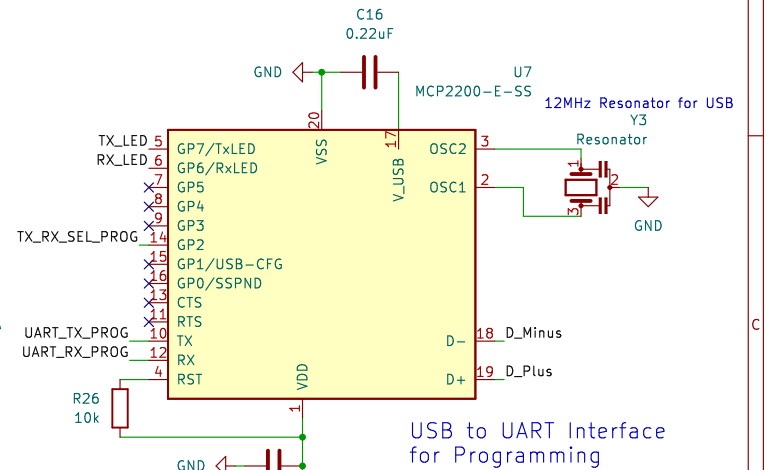 C16
0.22uF
GND
U7
MCP2200-E-SS
12MHz Resonator for USB
Y3
Resonator
20
17
VSS
V_USB
TX_LED 5 GP7/TxLED
RX_LED 6 GP6/RxLED
7 GP5
8 GP4
9 GP3
TX_RX_SEL_PROG 14 GP2
15 GP1/USB-CFG
16 GP0/SSPND
13 CTS
11 RTS
UART_TX_PROG 10 TX
UART_RX_PROG 12 RX
4 RST
OSC2 3
OSC1 2
1
2
3
GND
D- 18 D_Minus
D+ 19 D_Plus
VDD
1
R26
10k
GND
USB to UART Interface
for Programming
C